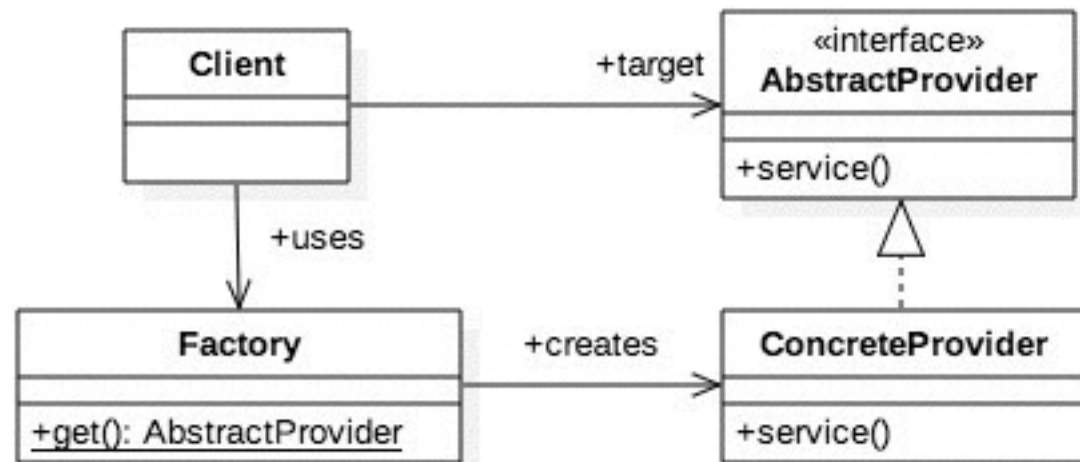 Client
+target
«interface»
AbstractProvider
+service()
+uses
Factory
+get(): AbstractProvider
+creates
ConcreteProvider
+service()